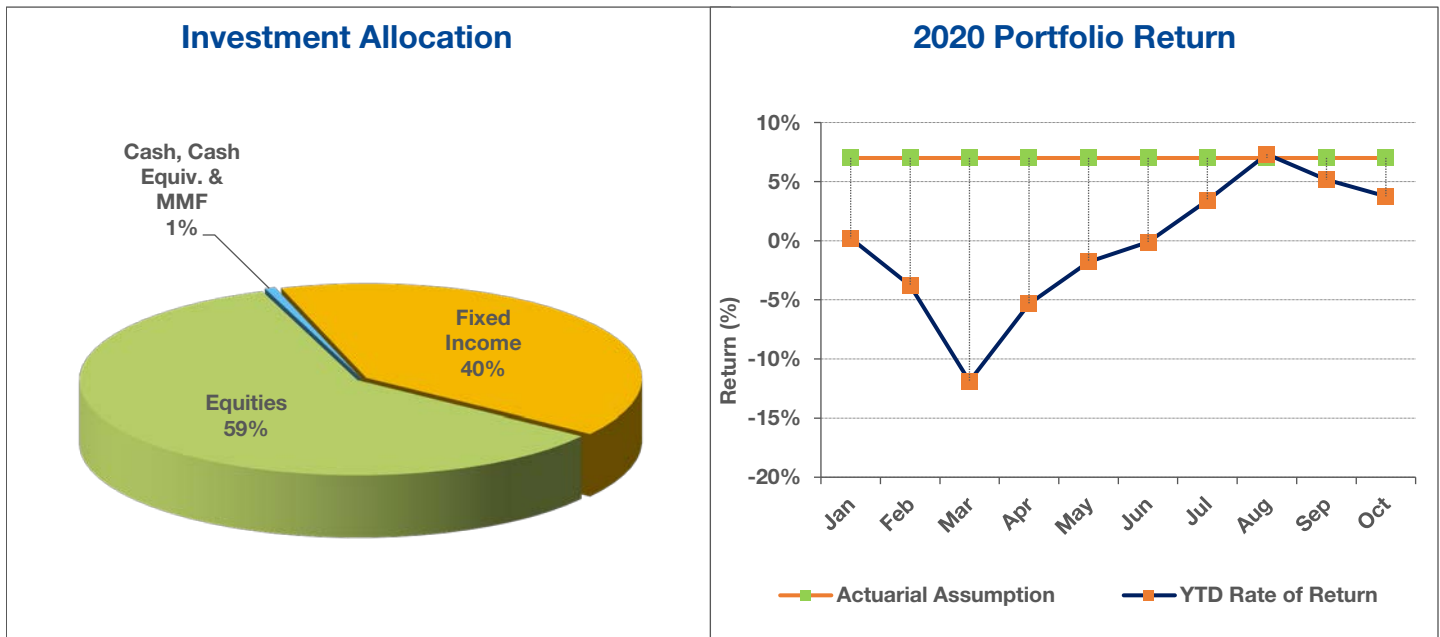 Investment Allocation
Cash, Cash
Equiv. &
MMF
1%
Fixed
Income
40%
Equities
59%
2020 Portfolio Return
10%
5%
0%
-5%
-10%
-15%
-20%
Return (%)
Jan
Feb
Mar
Apr
May
Jun
Jul
Aug
Sep
Oct
Actuarial Assumption
YTD Rate of Return